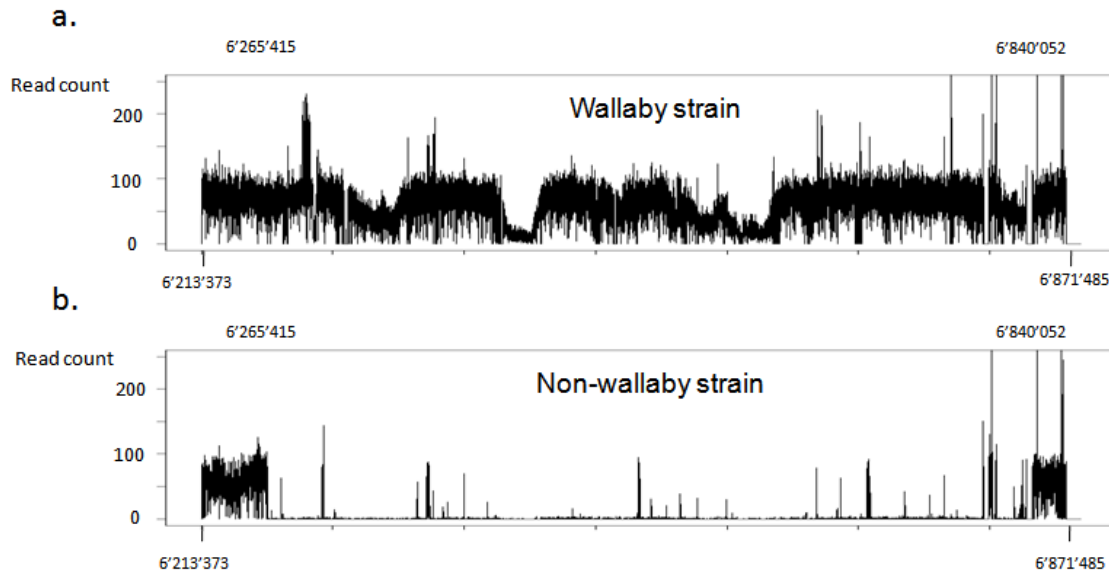 a.
6’265’415 6’840’052
Read count
Wallaby strain
200
100
0
6’213’373 6’871’485
b.
6’265’415 6’840’052
Read count
Non-wallaby strain
200
100
0
6’213’373 6’871’485